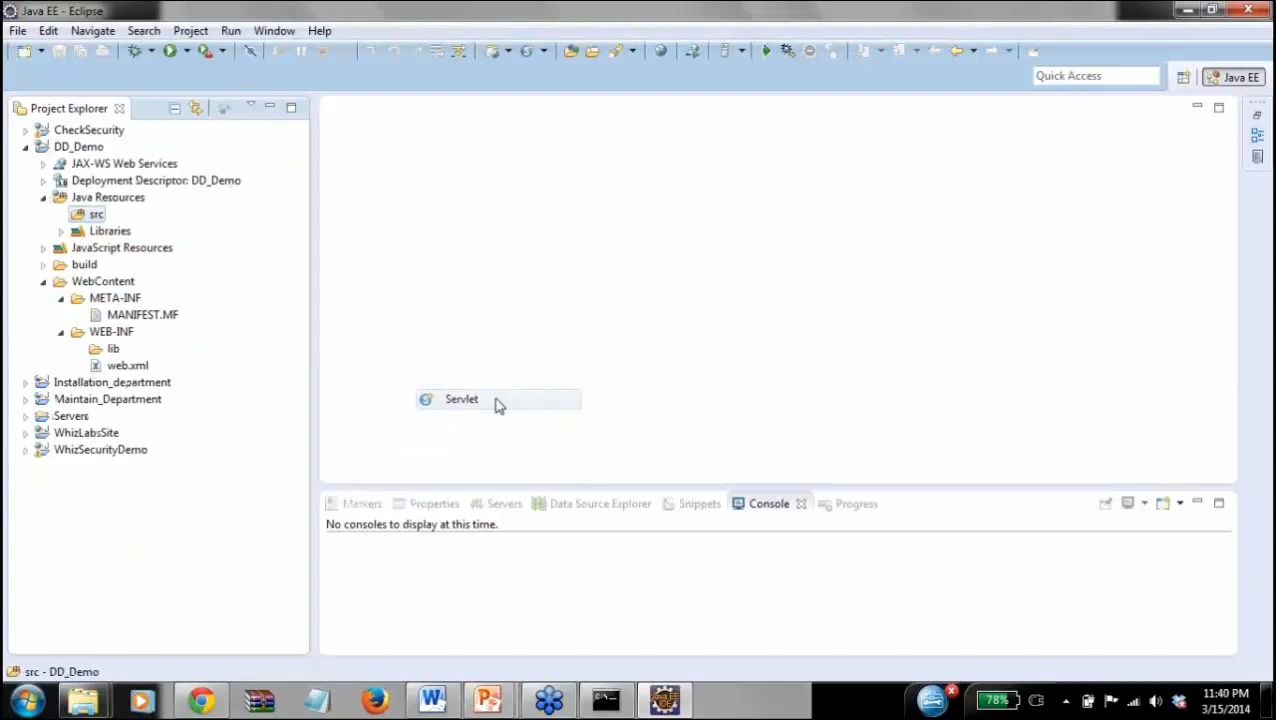 Java EE - Eclipse
File Edit Navigate Search Project Run Window Help
Quick Access
Java EE
Project Explorer
CheckSecurity
DD_Demo
JAX-WS Web Services
Deployment Descriptor: DD_Demo
Java Resources
src
Libraries
JavaScript Resources
build
WebContent
META-INF
MANIFEST.MF
WEB-INF
lib
web.xml
Installation_department
Maintain_Department
Servers
WhizLabsSite
WhizSecurityDemo
Servlet
Markers Properties Servers Data Source Explorer Snippets Console Progress
No consoles to display at this time.
src - DD_Demo
78%
11:40 PM
3/15/2014